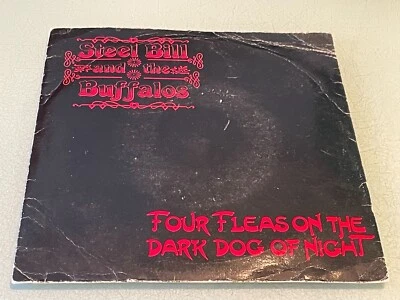 Steel Bill
and the
Buffalos
FOUR FLEAS ON THE
DARK DOG OF NIGHT